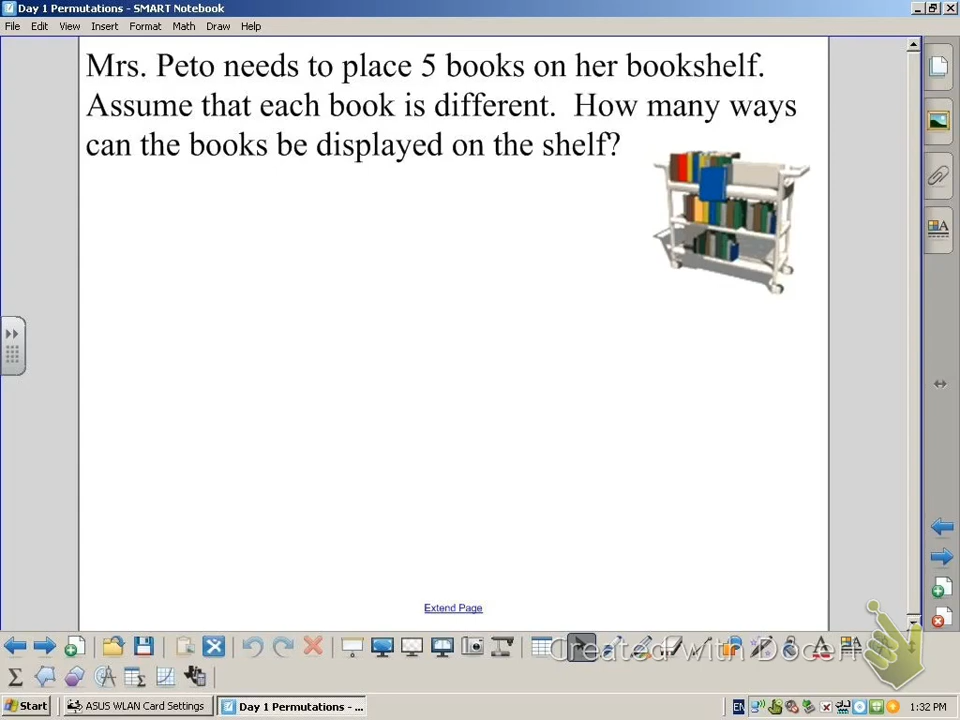 Day 1 Permutations - SMART Notebook
File Edit View Insert Format Math Draw Help
Mrs. Peto needs to place 5 books on her bookshelf.
Assume that each book is different. How many ways
can the books be displayed on the shelf?
Extend Page
Created with Doceri
Start
ASUS WLAN Card Settings
Day 1 Permutations - ...
EN
1:32 PM